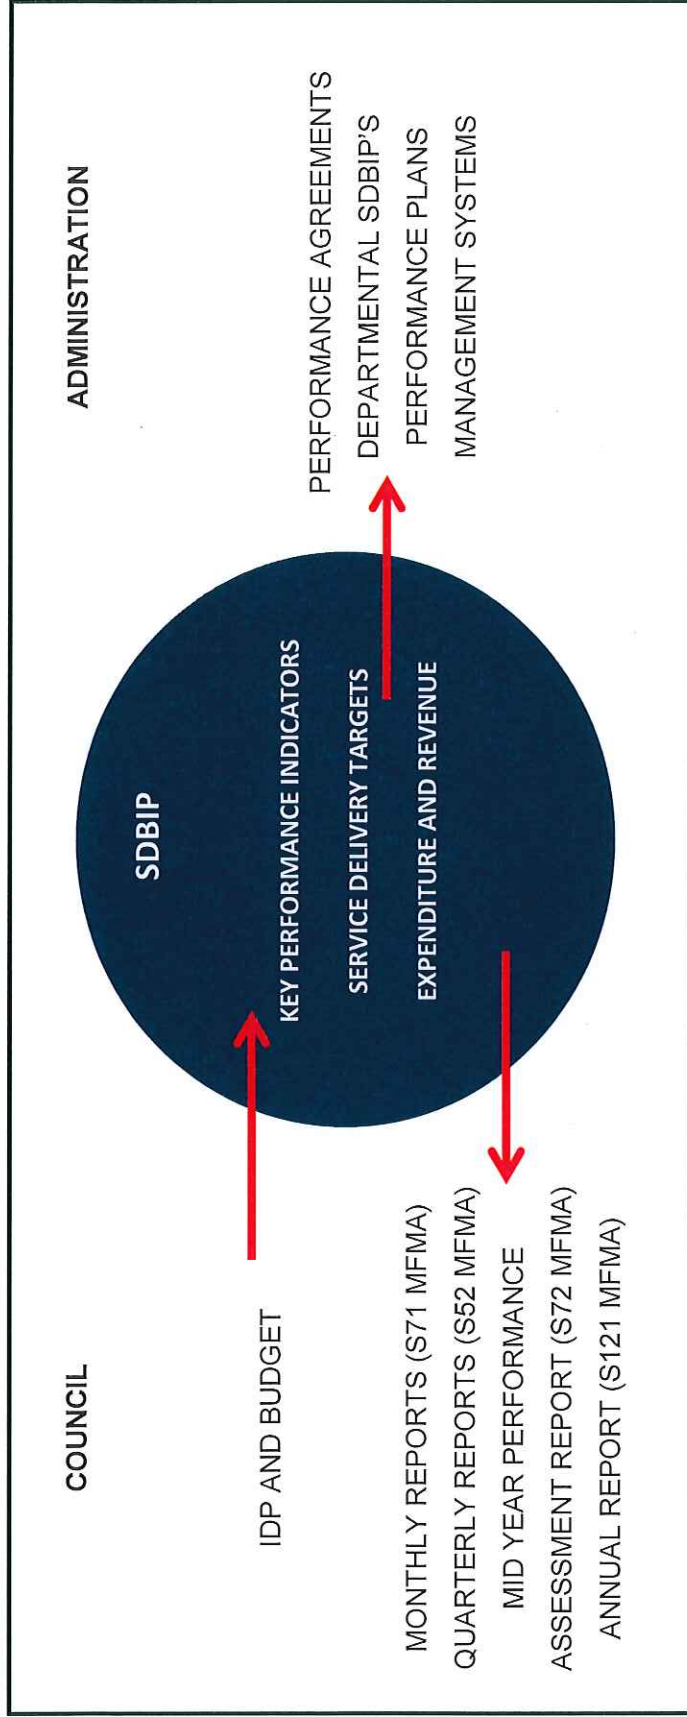 COUNCIL
ADMINISTRATION
SDBIP
IDP AND BUDGET
KEY PERFORMANCE INDICATORS
SERVICE DELIVERY TARGETS
EXPENDITURE AND REVENUE
PERFORMANCE AGREEMENTS
DEPARTMENTAL SDBIP'S
PERFORMANCE PLANS
MANAGEMENT SYSTEMS
MONTHLY REPORTS (S71 MFMA)
QUARTERLY REPORTS (S52 MFMA)
MID YEAR PERFORMANCE
ASSESSMENT REPORT (S72 MFMA)
ANNUAL REPORT (S121 MFMA)